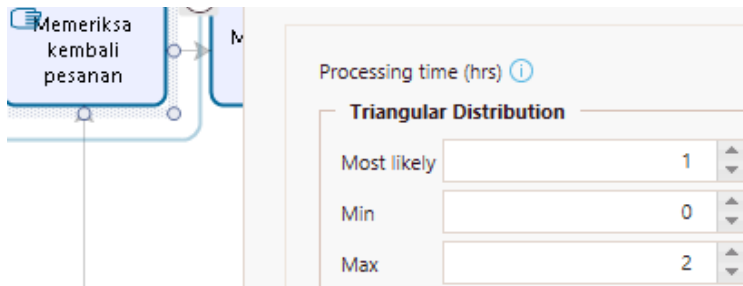 Memeriksa
kembali
pesanan
Processing time (hrs)
Triangular Distribution
Most likely 1
Min 0
Max 2